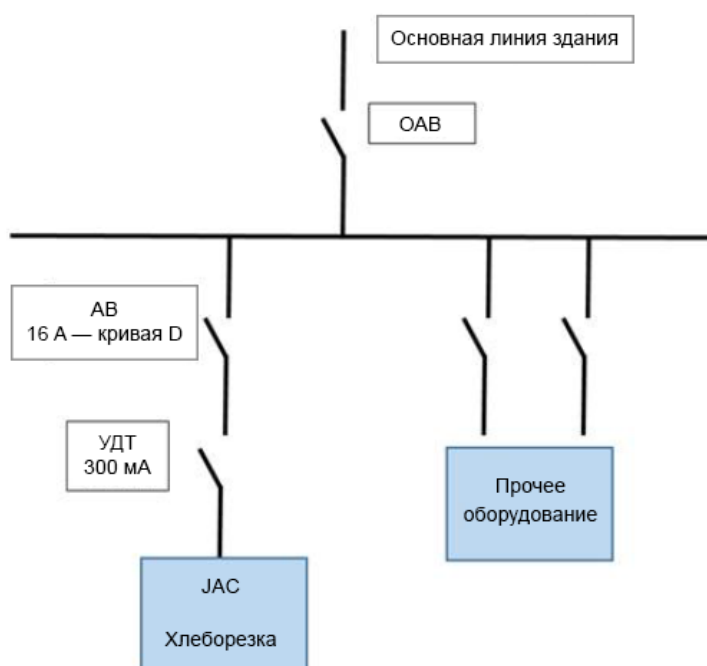 Основная линия здания
ОАВ
АВ
16 А — кривая D
УДТ
300 мА
Прочее
оборудование
JAC
Хлеборезка